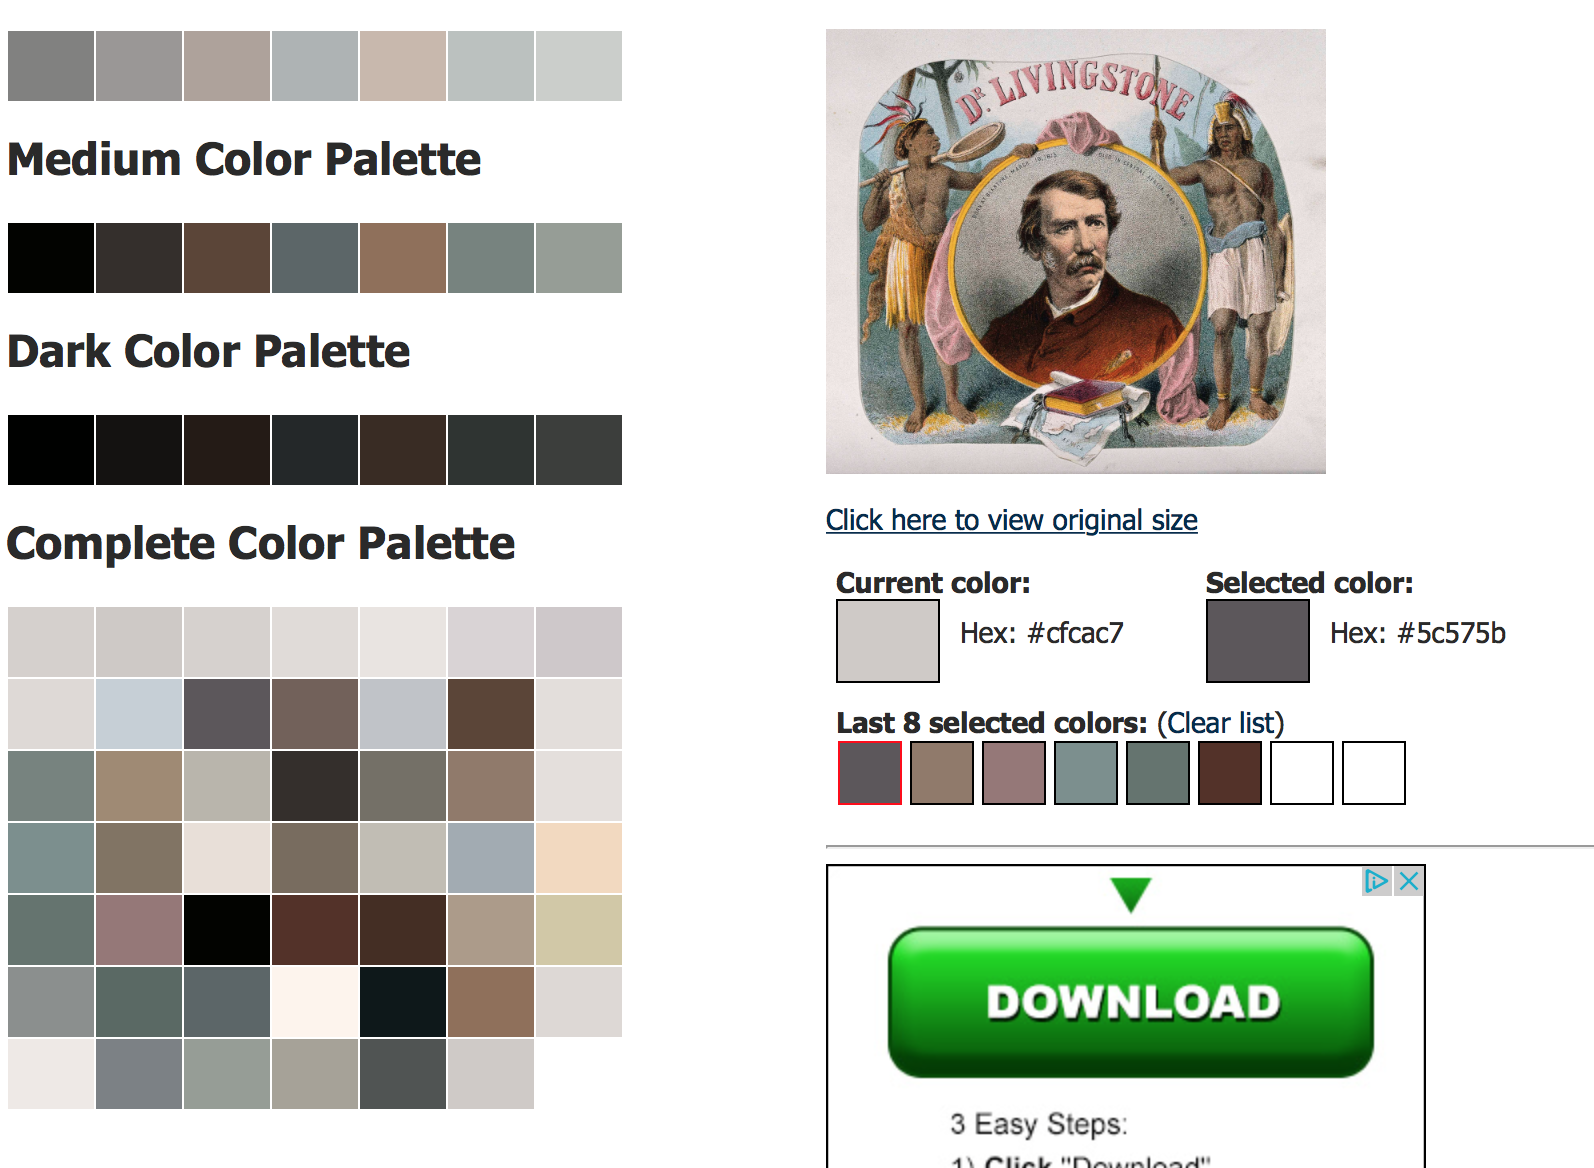 Medium Color Palette
Dark Color Palette
Complete Color Palette
DR. LIVINGSTONE
Click here to view original size
Current color:
Hex: #cfcac7
Selected color:
Hex: #5c575b
Last 8 selected colors: (Clear list)
DOWNLOAD
3 Easy Steps:
1) Click "Download"